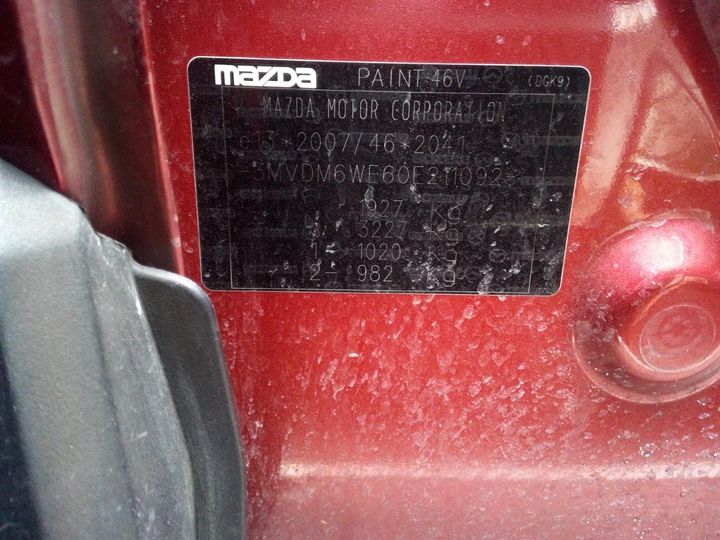 mazda PAINT 46V (DGK9)
MAZDA MOTOR CORPORATION
e13*2007/46*2041
3MVDM6WE60E211092
1927 Kg
3227 Kg
1- 1020 Kg
2- 982 Kg